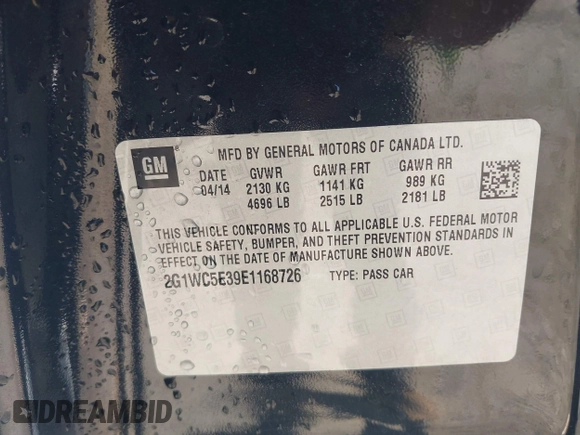 GM
MFD BY GENERAL MOTORS OF CANADA LTD.
DATE GVWR GAWR FRT GAWR RR
04/14 2130 KG 1141 KG 989 KG
4696 LB 2515 LB 2181 LB
THIS VEHICLE CONFORMS TO ALL APPLICABLE U.S. FEDERAL MOTOR
VEHICLE SAFETY, BUMPER, AND THEFT PREVENTION STANDARDS IN
EFFECT ON THE DATE OF MANUFACTURE SHOWN ABOVE.
2G1WC5E39E1168726 TYPE: PASS CAR
DREAMBID